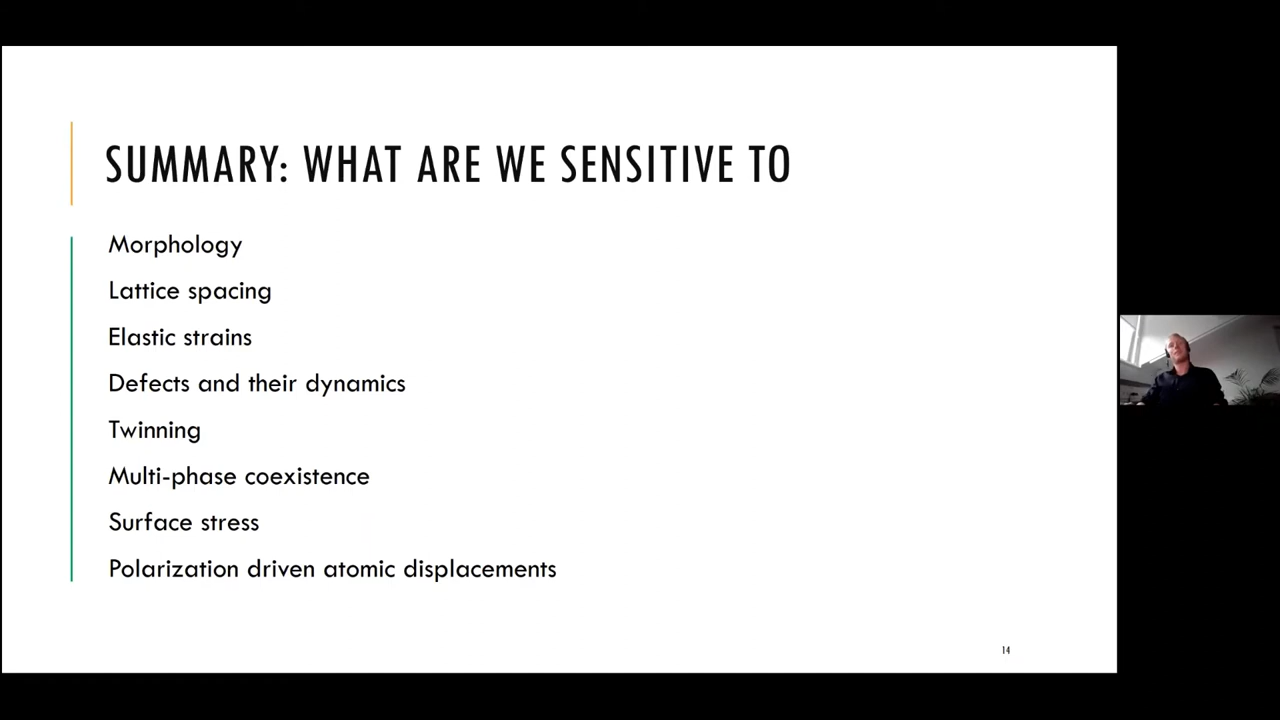 SUMMARY: WHAT ARE WE SENSITIVE TO
Morphology
Lattice spacing
Elastic strains
Defects and their dynamics
Twinning
Multi-phase coexistence
Surface stress
Polarization driven atomic displacements
14